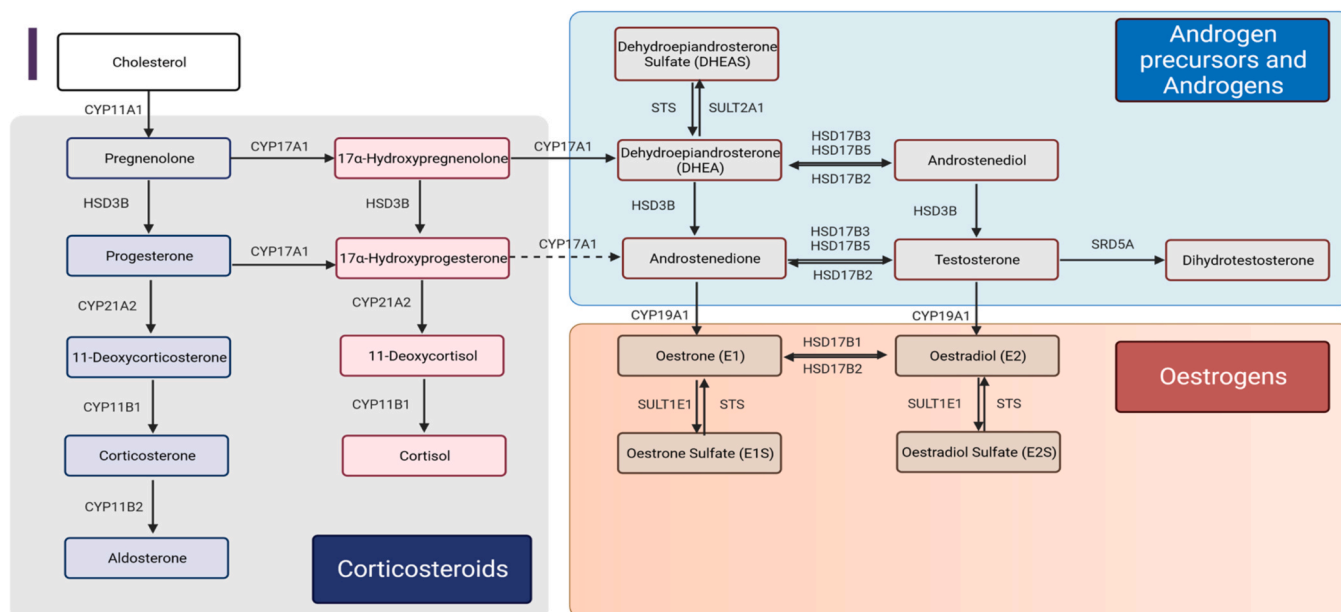 Cholesterol
CYP11A1
Pregnenolone
CYP17A1
17α-Hydroxypregnenolone
CYP17A1
HSD3B
HSD3B
Progesterone
CYP17A1
17α-Hydroxyprogesterone
CYP17A1
CYP21A2
CYP21A2
11-Deoxycorticosterone
11-Deoxycortisol
CYP11B1
CYP11B1
Corticosterone
Cortisol
CYP11B2
Aldosterone
Corticosteroids
Dehydroepiandrosterone
Sulfate (DHEAS)
STS
SULT2A1
Androgen
precursors and
Androgens
Dehydroepiandrosterone
(DHEA)
HSD17B3
HSD17B5
HSD17B2
Androstenediol
HSD3B
HSD3B
Androstenedione
HSD17B3
HSD17B5
HSD17B2
Testosterone
SRD5A
Dihydrotestosterone
CYP19A1
CYP19A1
Oestrone (E1)
HSD17B1
HSD17B2
Oestradiol (E2)
SULT1E1
STS
SULT1E1
STS
Oestrone Sulfate (E1S)
Oestradiol Sulfate (E2S)
Oestrogens